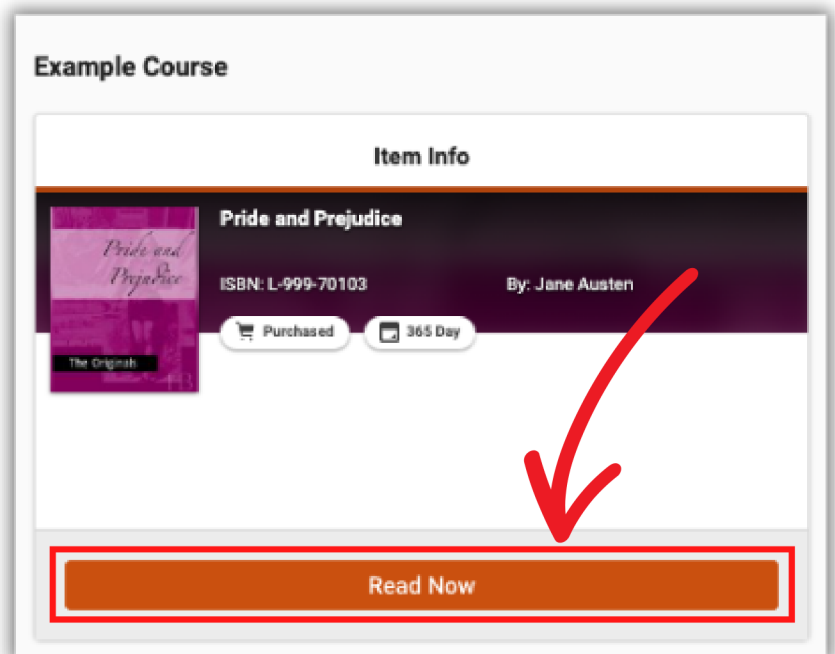 Example Course
Item Info
Pride and Prejudice
Pride and
Prejudice
ISBN: L-999-70103
By: Jane Austen
Purchased
365 Day
The Originals
HB
Read Now